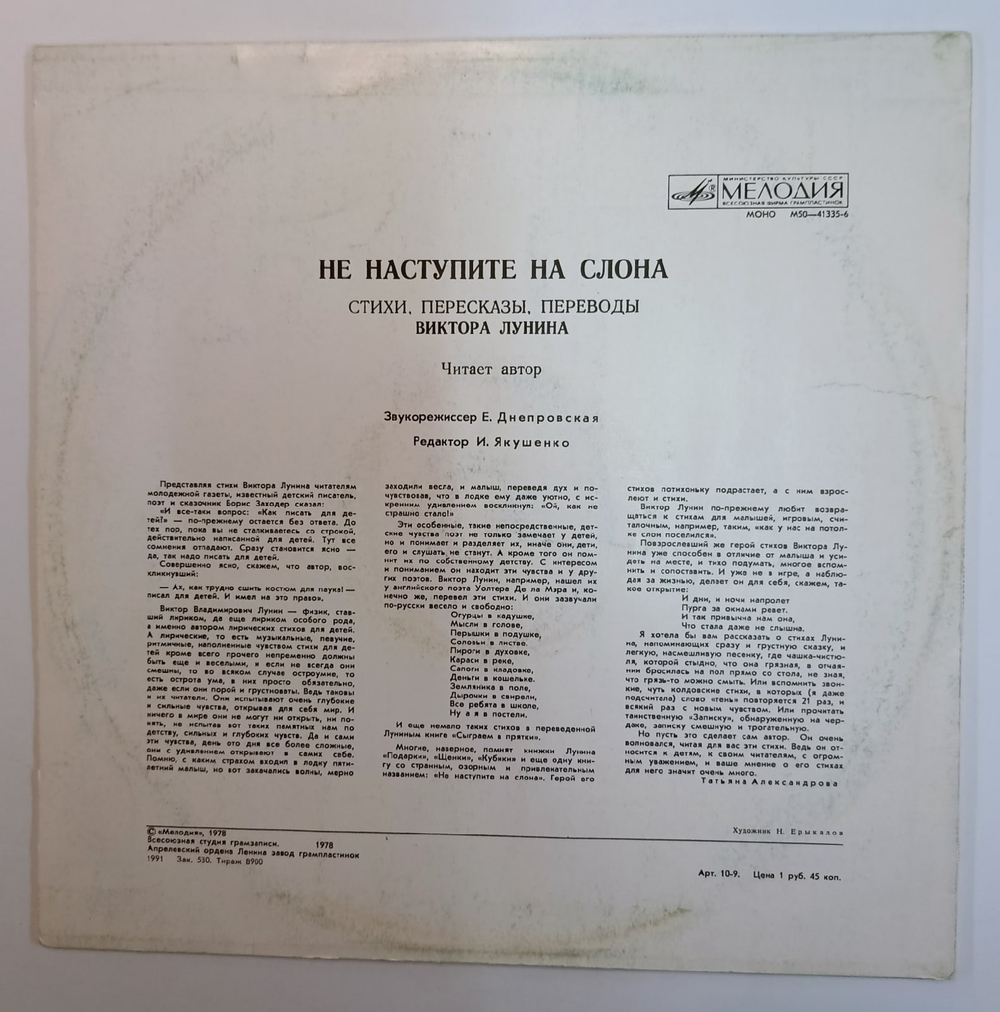 МИНИСТЕРСТВО КУЛЬТУРЫ СССР
МЕЛОДИЯ
ВСЕСОЮЗНАЯ ФИРМА ГРАМПЛАСТИНОК
МОНО М50—41335-6
НЕ НАСТУПИТЕ НА СЛОНА
СТИХИ, ПЕРЕСКАЗЫ, ПЕРЕВОДЫ
ВИКТОРА ЛУНИНА
Читает автор
Звукорежиссер Е. Днепровская
Редактор И. Якушенко
Представляя стихи Виктора Лунина читателям
молодежной газеты, известный детский писатель,
поэт и сказочник Борис Заходер сказал:
«И все-таки вопрос: «Как писать для де-
тей!» — по-прежнему остается без ответа. До
тех пор, пока вы не сталкиваетесь со строкой,
действительно написанной для детей. Тут все
сомнения отпадают. Сразу становится ясно —
да, так надо писать для детей.
Совершенно ясно, скажем, что автор, вос-
кликнувший:
— Ах, как трудно сшить костюм для паука!—
писал для детей. И имел на это право».
Виктор Владимирович Лунин — физик, став-
ший лириком, да еще лириком особого рода,
а именно автором лирических стихов для детей.
А лирические, то есть музыкальные, певучие,
ритмичные, наполненные чувством стихи для де-
тей кроме всего прочего непременно должны
быть еще и веселыми, и если не всегда они
смешны, то во всяком случае остроумие, то
есть острота ума, в них просто обязательно,
даже если они порой и грустноваты. Ведь таковы
и их читатели. Они испытывают очень глубокие
и сильные чувства, открывая для себя мир. И
ничего в мире они не могут ни открыть, ни по-
нять, не испытав вот таких памятных нам по
детству, сильных и глубоких чувств. Да и сами
эти чувства, день ото дня все более сложные,
они с удивлением открывают в самих себе.
Помню, с каким страхом входил в лодку пяти-
летний малыш, но вот закачались волны, мерно
заходили весла, и малыш, переведя дух и по-
чувствовав, что в лодке ему даже уютно, с ис-
кренним удивлением воскликнул: «Ой, как не
страшно стало!»
Эти особенные, такие непосредственные, дет-
ские чувства поэт не только замечает у детей,
но и понимает и разделяет их, иначе они, дети,
его и слушать не станут. А кроме того он пом-
нит их по собственному детству. С интересом
и пониманием он находит эти чувства и у дру-
гих поэтов. Виктор Лунин, например, нашел их
у английского поэта Уолтера Де ла Мэра и, ко-
нечно же, перевел эти стихи. И они зазвучали
по-русски весело и свободно:
Огурцы в кадушке,
Мысли в голове,
Перышки в подушке,
Соловьи в листве.
Пироги в духовке,
Караси в реке,
Сапоги в кладовке,
Деньги в кошельке.
Земляника в поле,
Дырочки в свирели,
Все ребята в школе,
Ну а я в постели.
И еще немало таких стихов в переведенной
Луниным книге «Сыграем в прятки».
Многие, наверное, помнят книжки Лунина
«Подарки», «Щенки», «Кубики» и еще одну кни-
гу со странным, озорным и привлекательным
названием: «Не наступите на слона». Герой его
стихов потихоньку подрастает, а с ним взрос-
леют и стихи.
Виктор Лунин по-прежнему любит возвра-
щаться к стихам для малышей, игровым, счи-
талочным, например, таким, «как у нас на потол-
ке слон поселился».
Повзрослевший же герой стихов Виктора Лу-
нина уже способен в отличие от малыша и уси-
деть на месте, и тихо подумать, многое вспом-
нить и сопоставить. И уже не в игре, а наблю-
дая за жизнью, делает он для себя, скажем, та-
кое открытие:
И дни, и ночи напролет
Пурга за окнами ревет.
И так привычна нам она,
Что стала даже не слышна.
Я хотела бы вам рассказать о стихах Луни-
на, напоминающих сразу и грустную сказку, и
легкую, насмешливую песенку, где чашка-чистю-
ля, которой стыдно, что она грязная, в отчая-
нии бросилась на пол прямо со стола, не зная,
что грязь-то можно смыть. Или вспомнить звон-
кие, чуть колдовские стихи, в которых (я даже
подсчитала) слово «тень» повторяется 21 раз, и
всякий раз с новым чувством. Или прочитать
таинственную «Записку», обнаруженную на чер-
даке, записку смешную и трогательную.
Но пусть это сделает сам автор. Он очень
волновался, читая для вас эти стихи. Ведь он от-
носится к детям, к своим читателям, с огром-
ным уважением, и ваше мнение о его стихах
для него значит очень много.
Татьяна Александрова
Художник Н. Ерыкалов
© «Мелодия», 1978
Всесоюзная студия грамзаписи. 1978
Апрелевский ордена Ленина завод грампластинок
1991 Зак. 530. Тираж 8900
Арт. 10-9. Цена 1 руб. 45 коп.